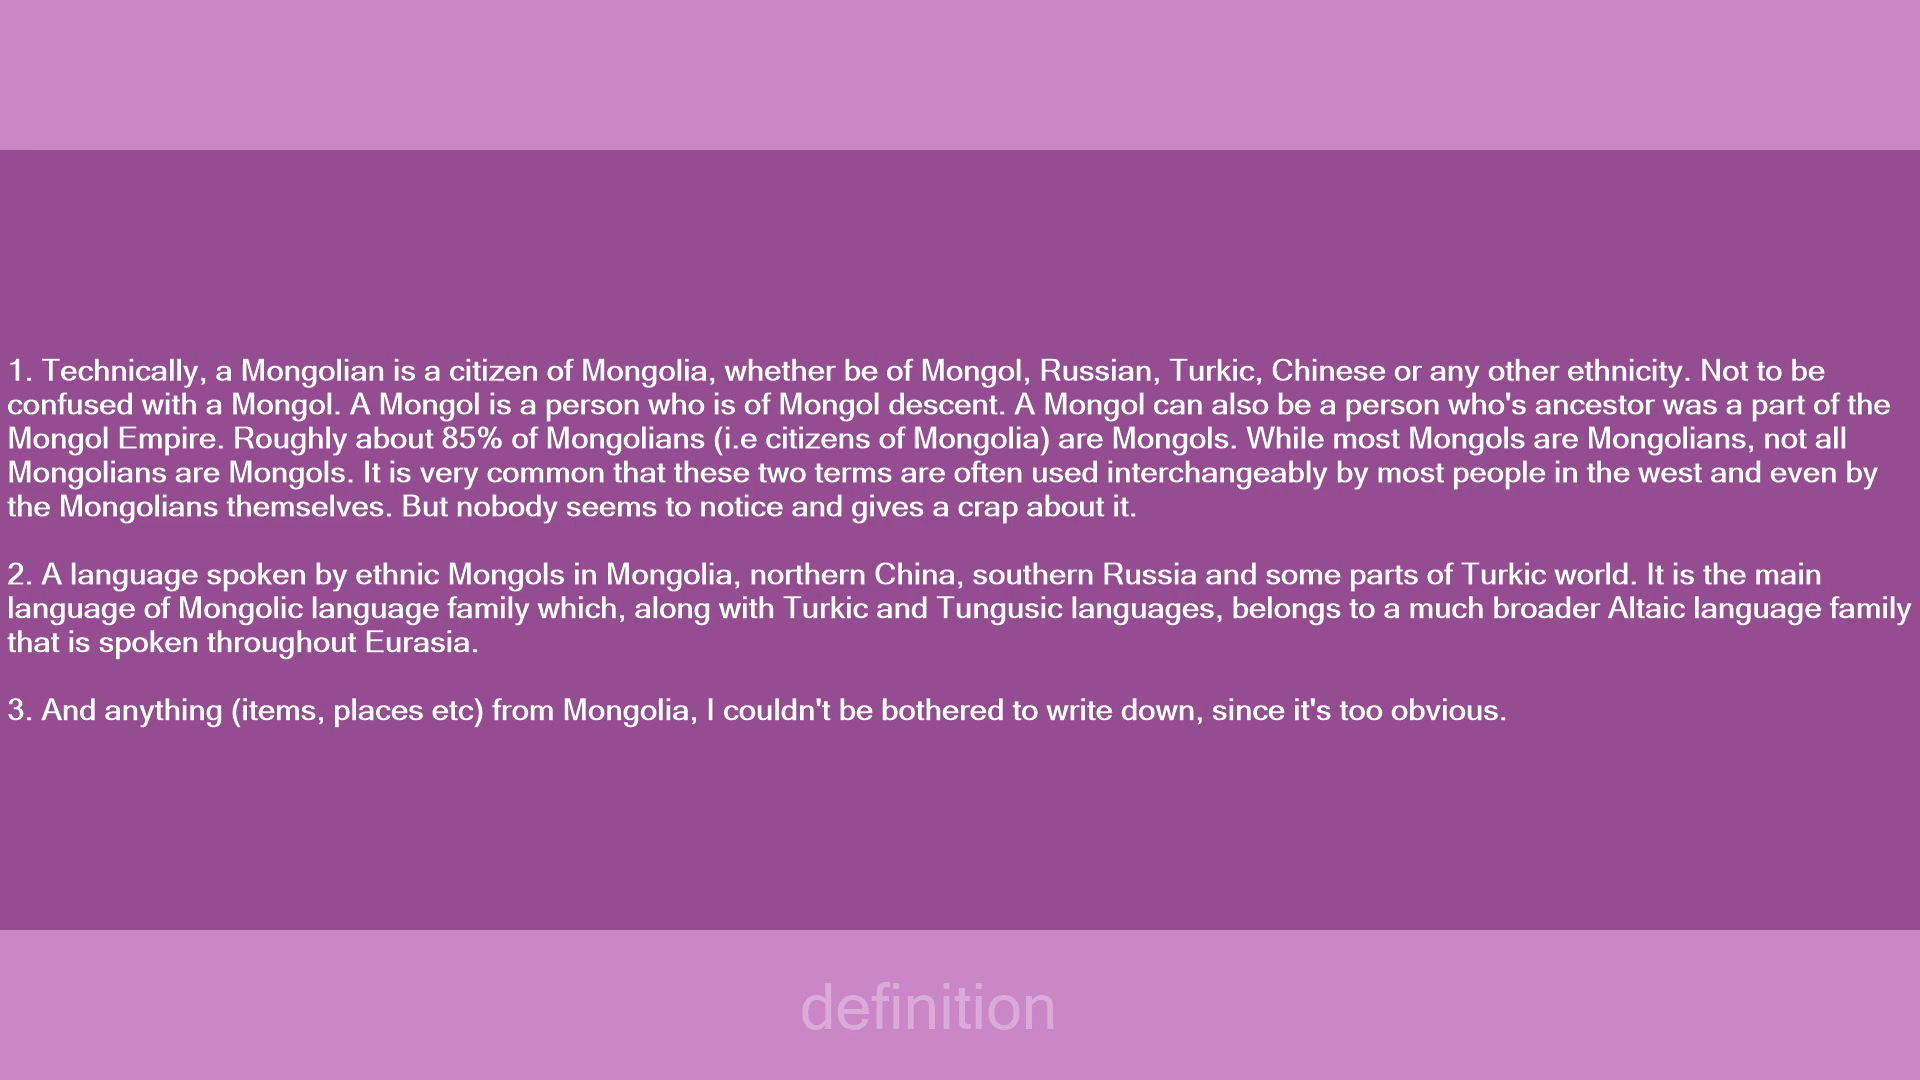 1. Technically, a Mongolian is a citizen of Mongolia, whether be of Mongol, Russian, Turkic, Chinese or any other ethnicity. Not to be
confused with a Mongol. A Mongol is a person who is of Mongol descent. A Mongol can also be a person who's ancestor was a part of the
Mongol Empire. Roughly about 85% of Mongolians (i.e citizens of Mongolia) are Mongols. While most Mongols are Mongolians, not all
Mongolians are Mongols. It is very common that these two terms are often used interchangeably by most people in the west and even by
the Mongolians themselves. But nobody seems to notice and gives a crap about it.
2. A language spoken by ethnic Mongols in Mongolia, northern China, southern Russia and some parts of Turkic world. It is the main
language of Mongolic language family which, along with Turkic and Tungusic languages, belongs to a much broader Altaic language family
that is spoken throughout Eurasia.
3. And anything (items, places etc) from Mongolia, I couldn't be bothered to write down, since it's too obvious.
definition